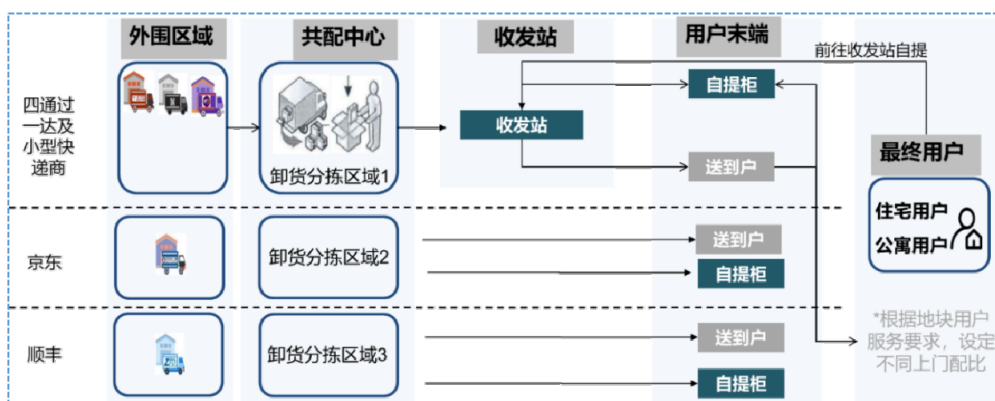 外围区域
共配中心
收发站
用户末端
前往收发站自提
四通过
一达及
小型快
递商
卸货分拣区域1
收发站
自提柜
送到户
最终用户
住宅用户
公寓用户
京东
卸货分拣区域2
送到户
自提柜
顺丰
卸货分拣区域3
送到户
自提柜
*根据地块用户
服务要求，设定
不同上门配比